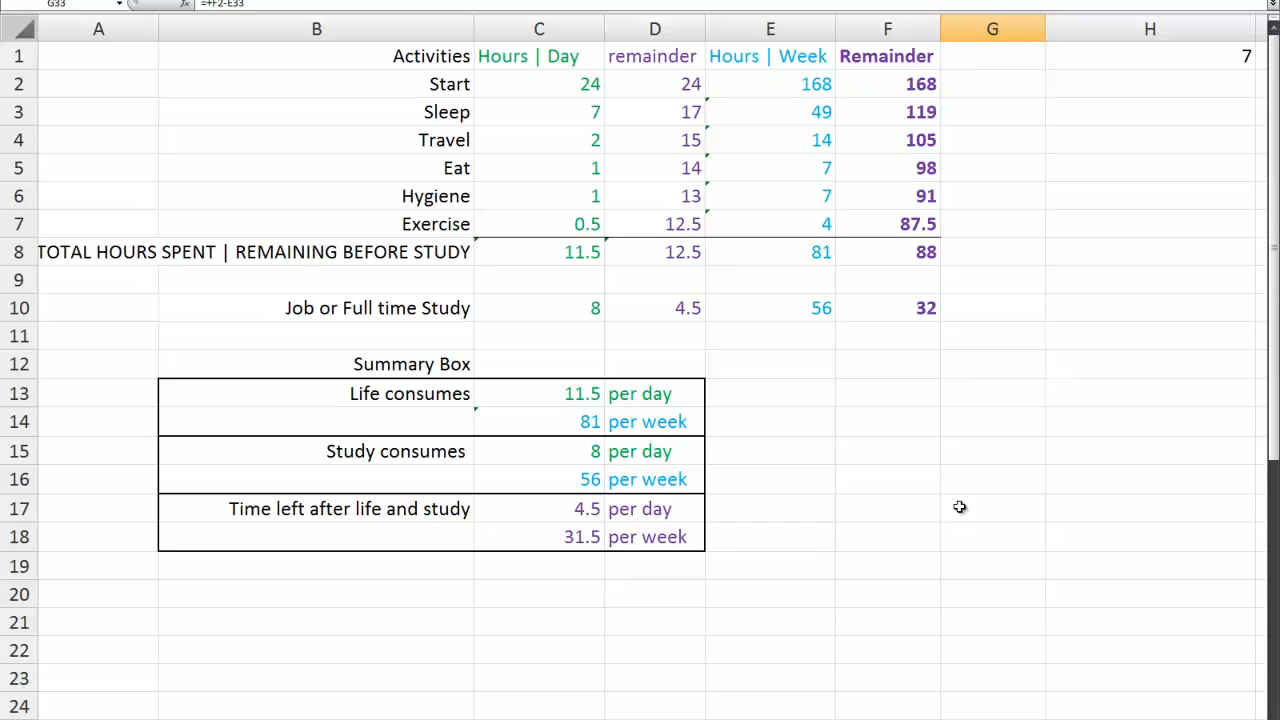 G33 fx =+F2-E33
A B C D E F G H
1 Activities Hours | Day remainder Hours | Week Remainder 7
2 Start 24 24 168 168
3 Sleep 7 17 49 119
4 Travel 2 15 14 105
5 Eat 1 14 7 98
6 Hygiene 1 13 7 91
7 Exercise 0.5 12.5 4 87.5
8 TOTAL HOURS SPENT | REMAINING BEFORE STUDY 11.5 12.5 81 88
9
10 Job or Full time Study 8 4.5 56 32
11
12 Summary Box
13 Life consumes 11.5 per day
14 81 per week
15 Study consumes 8 per day
16 56 per week
17 Time left after life and study 4.5 per day
18 31.5 per week
19
20
21
22
23
24